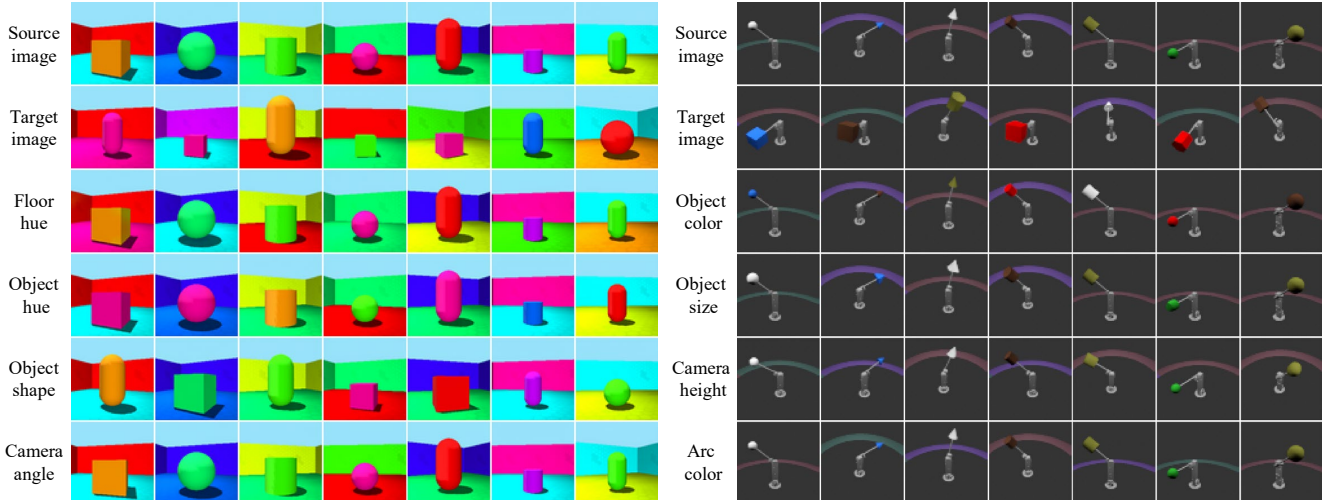 Source
image
Target
image
Floor
hue
Object
hue
Object
shape
Camera
angle
Source
image
Target
image
Object
color
Object
size
Camera
height
Arc
color